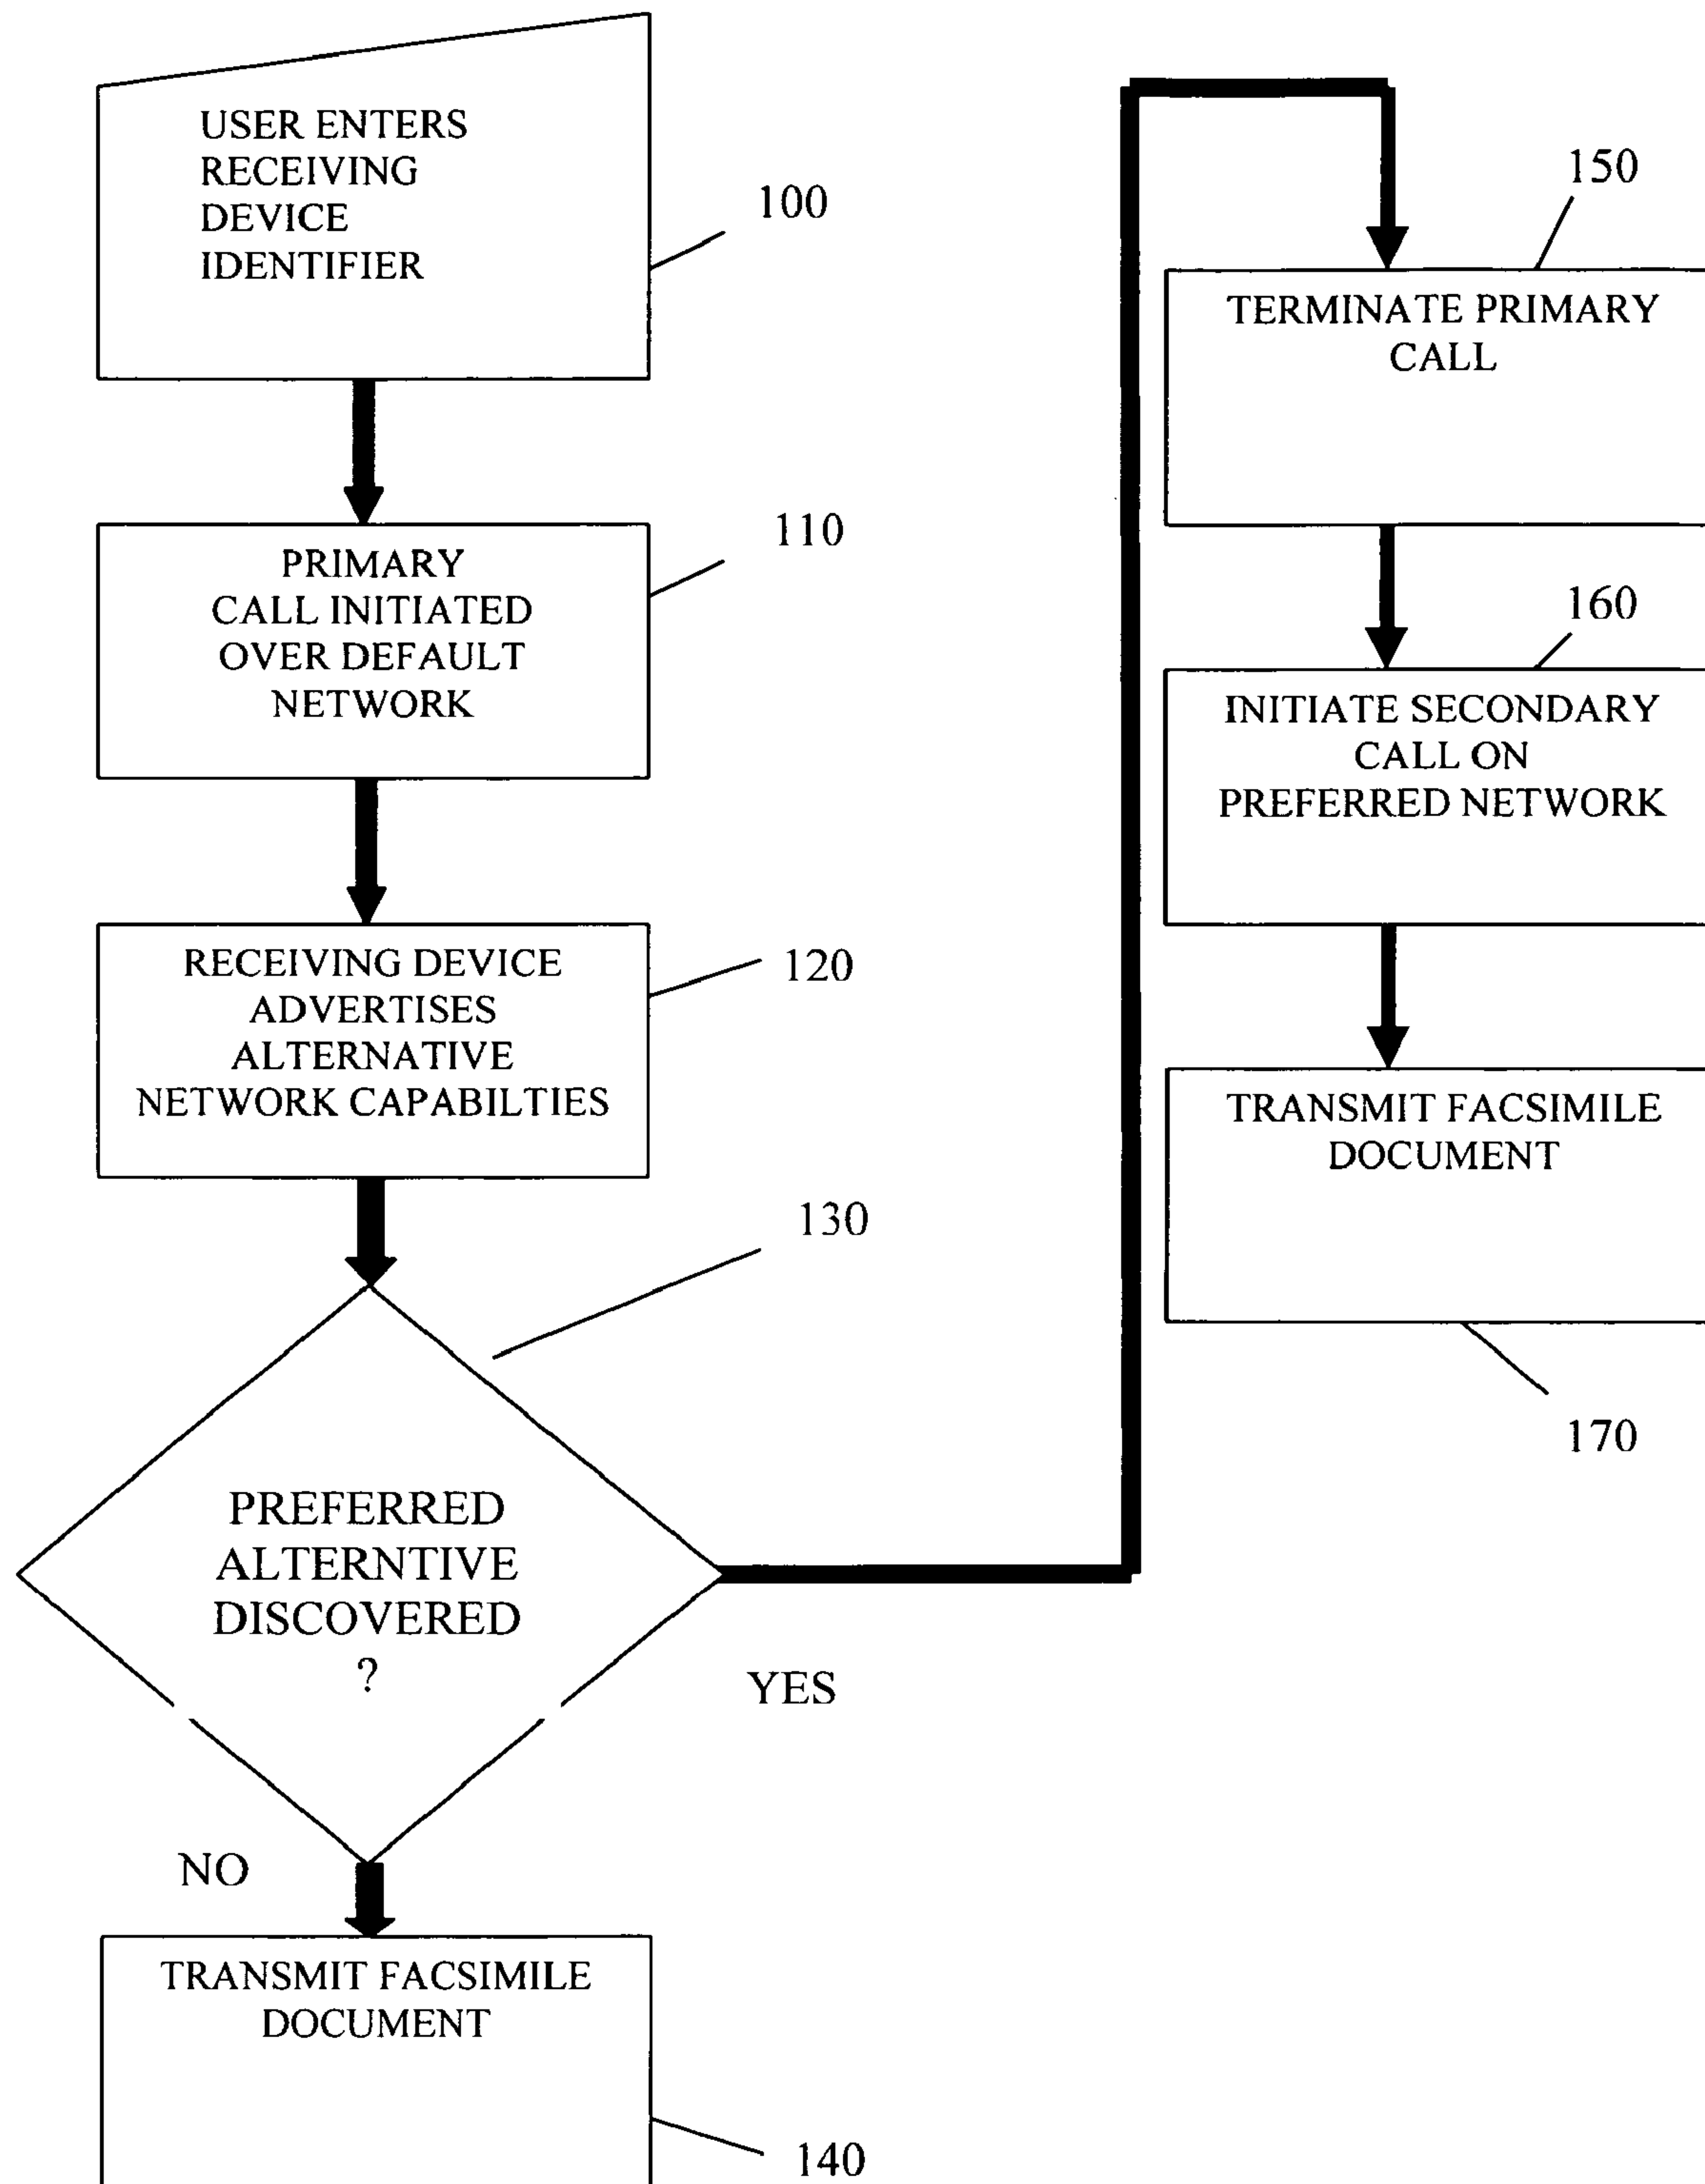 USER ENTERS
RECEIVING
DEVICE
IDENTIFIER
100
PRIMARY
CALL INITIATED
OVER DEFAULT
NETWORK
110
RECEIVING DEVICE
ADVERTISES
ALTERNATIVE
NETWORK CAPABILTIES
120
130
PREFERRED
ALTERNTIVE
DISCOVERED
?
YES
NO
TRANSMIT FACSIMILE
DOCUMENT
140
150
TERMINATE PRIMARY
CALL
160
INITIATE SECONDARY
CALL ON
PREFERRED NETWORK
TRANSMIT FACSIMILE
DOCUMENT
170